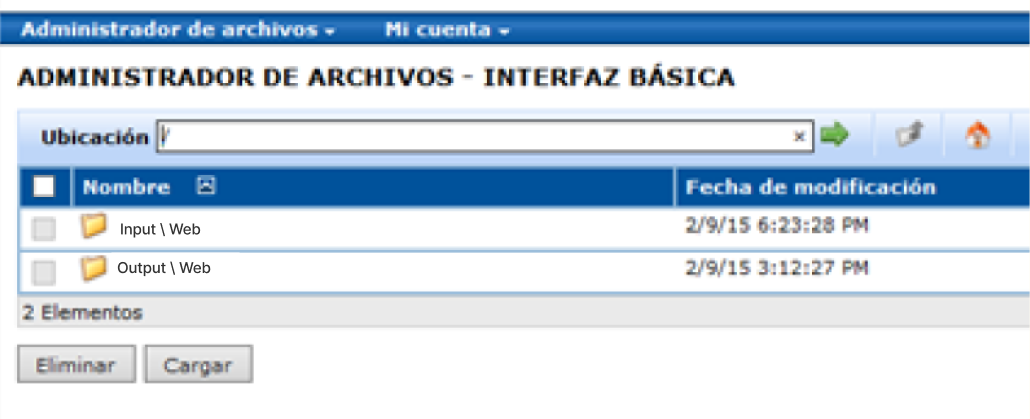 Administrador de archivos Mi cuenta
ADMINISTRADOR DE ARCHIVOS - INTERFAZ BÁSICA
Ubicación / ×
Nombre Fecha de modificación
Input \ Web 2/9/15 6:23:28 PM
Output \ Web 2/9/15 3:12:27 PM
2 Elementos
Eliminar Cargar